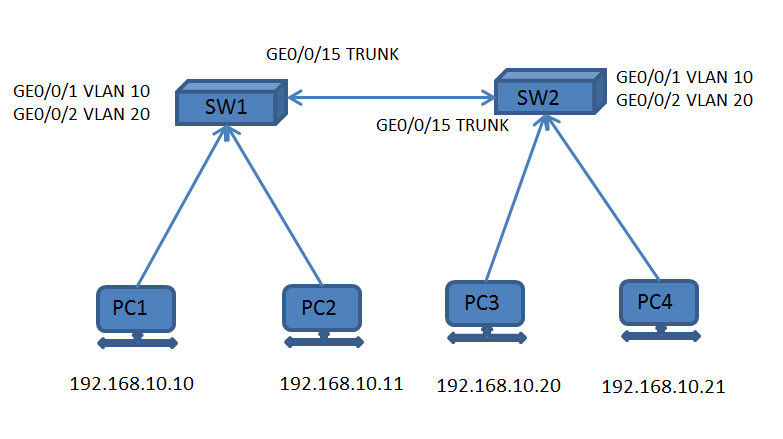 GE0/0/15 TRUNK
GE0/0/1 VLAN 10
GE0/0/2 VLAN 20
SW1
SW2
GE0/0/1 VLAN 10
GE0/0/2 VLAN 20
GE0/0/15 TRUNK
PC1
PC2
PC3
PC4
192.168.10.10
192.168.10.11
192.168.10.20
192.168.10.21